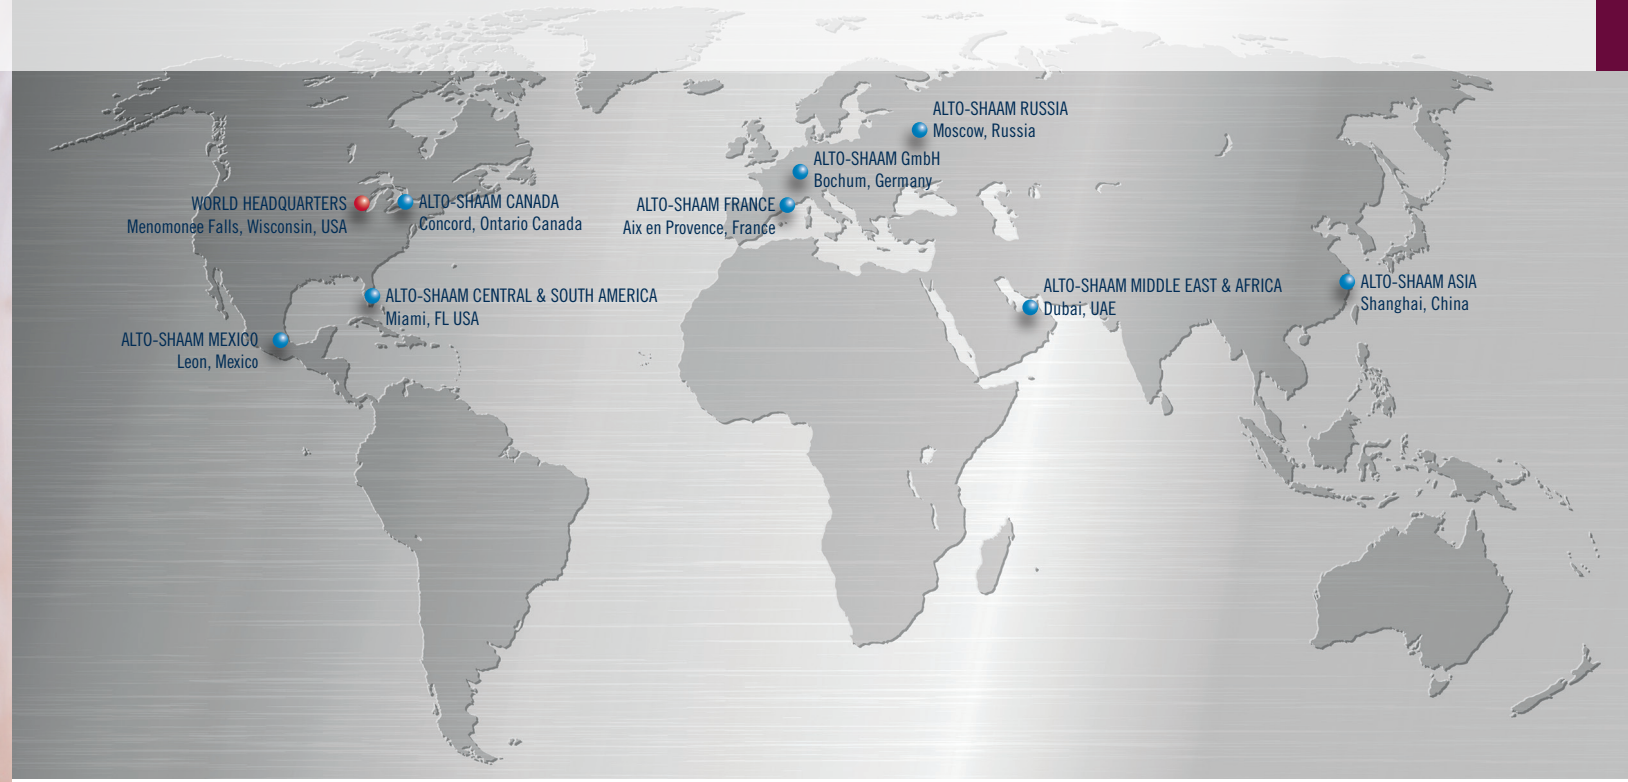 ALTO-SHAAM RUSSIA
Moscow, Russia
ALTO-SHAAM GmbH
Bochum, Germany
WORLD HEADQUARTERS
Menomonee Falls, Wisconsin, USA
ALTO-SHAAM CANADA
Concord, Ontario Canada
ALTO-SHAAM FRANCE
Aix en Provence, France
ALTO-SHAAM CENTRAL & SOUTH AMERICA
Miami, FL USA
ALTO-SHAAM MIDDLE EAST & AFRICA
Dubai, UAE
ALTO-SHAAM ASIA
Shanghai, China
ALTO-SHAAM MEXICO
Leon, Mexico